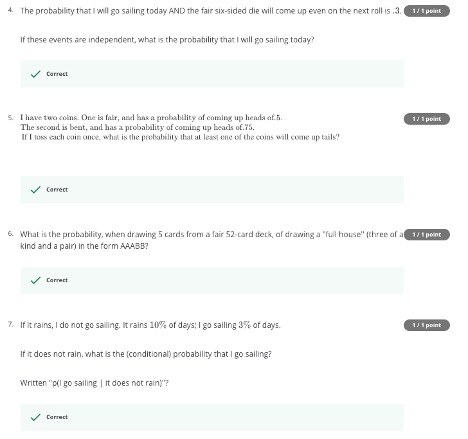 4. The probability that I will go sailing today AND the fair six-sided die will come up even on the next roll is .3. 1 / 1 point
If these events are independent, what is the probability that I will go sailing today?
Correct
5. I have two coins. One is fair, and has a probability of coming up heads of.5. 1 / 1 point
The second is bent, and has a probability of coming up heads of.75.
If I toss each coin once, what is the probability that at least one of the coins will come up tails?
Correct
6. What is the probability, when drawing 5 cards from a fair 52-card deck, of drawing a "full house" (three of a 1 / 1 point
kind and a pair) in the form AAABB?
Correct
7. If it rains, I do not go sailing. It rains 10% of days; I go sailing 3% of days. 1 / 1 point
If it does not rain, what is the (conditional) probability that I go sailing?
Written "p(I go sailing | it does not rain)"?
Correct